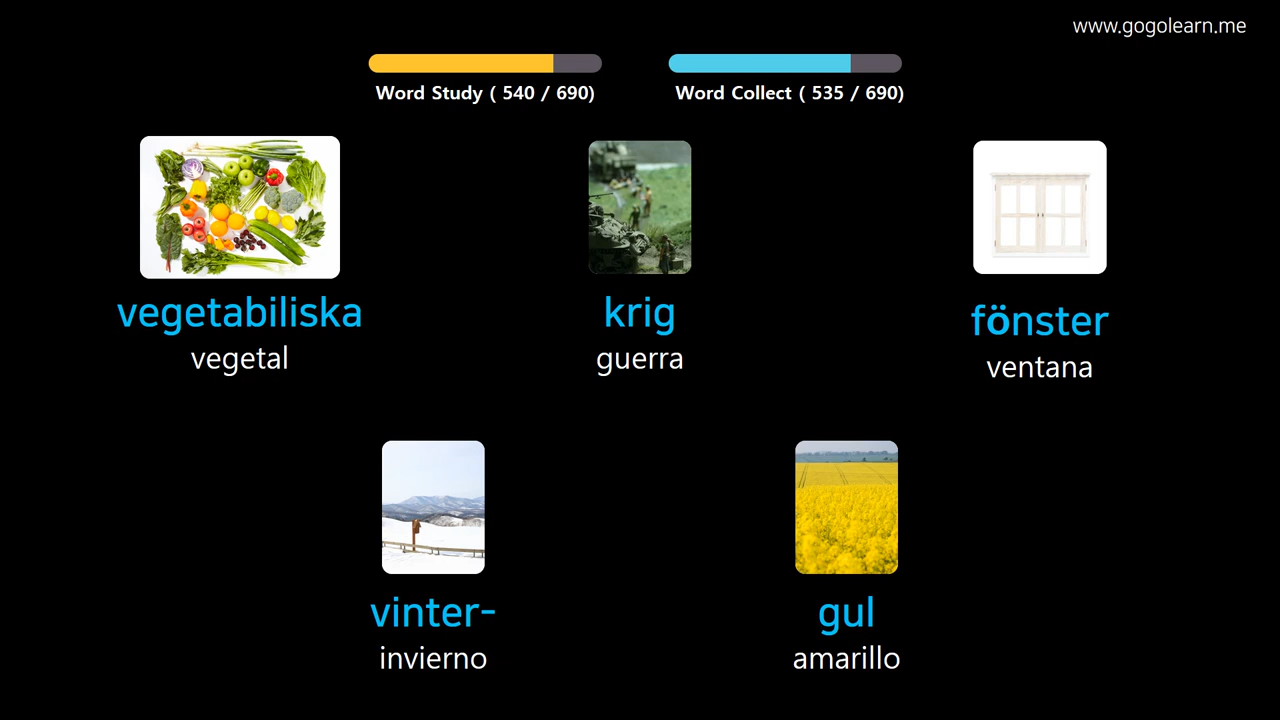 www.gogolearn.me
Word Study ( 540 / 690)
Word Collect ( 535 / 690)
vegetabiliska
vegetal
krig
guerra
fönster
ventana
vinter-
invierno
gul
amarillo